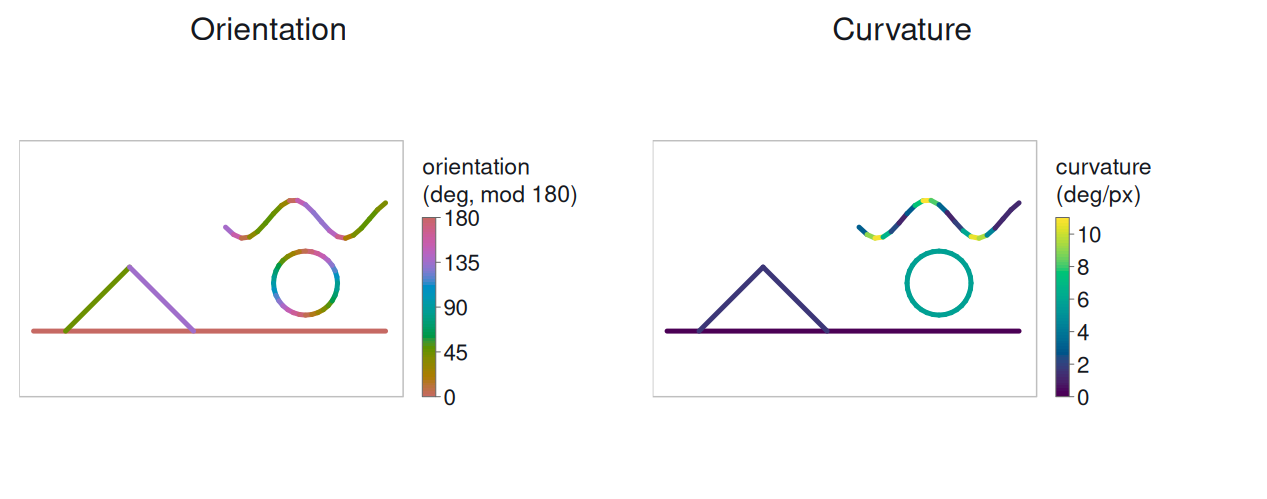 Orientation
Curvature
orientation
(deg, mod 180)
180
135
90
45
0
curvature
(deg/px)
10
8
6
4
2
0